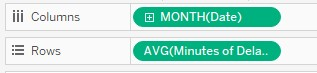 Columns MONTH(Date)
Rows AVG(Minutes of Dela..